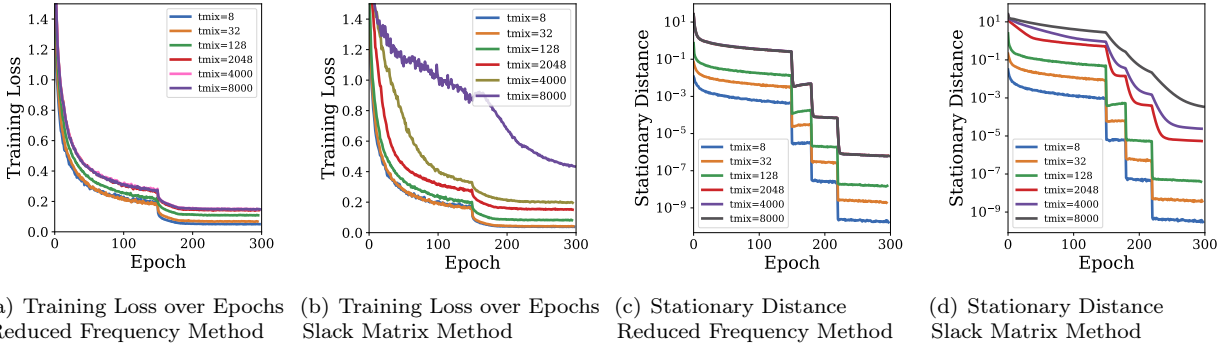 1.4
1.2
1.0
0.8
0.6
0.4
0.2
0.0
Training Loss
tmix=8
tmix=32
tmix=128
tmix=2048
tmix=4000
tmix=8000
0
100
200
300
Epoch
1.4
1.2
1.0
0.8
0.6
0.4
0.2
0.0
Training Loss
tmix=8
tmix=32
tmix=128
tmix=2048
tmix=4000
tmix=8000
0
100
200
300
Epoch
10^1
10^-1
10^-3
10^-5
10^-7
10^-9
Stationary Distance
tmix=8
tmix=32
tmix=128
tmix=2048
tmix=4000
tmix=8000
0
100
200
300
Epoch
10^1
10^-1
10^-3
10^-5
10^-7
10^-9
Stationary Distance
tmix=8
tmix=32
tmix=128
tmix=2048
tmix=4000
tmix=8000
0
100
200
300
Epoch
a) Training Loss over Epochs
Reduced Frequency Method
(b) Training Loss over Epochs
Slack Matrix Method
(c) Stationary Distance
Reduced Frequency Method
(d) Stationary Distance
Slack Matrix Method